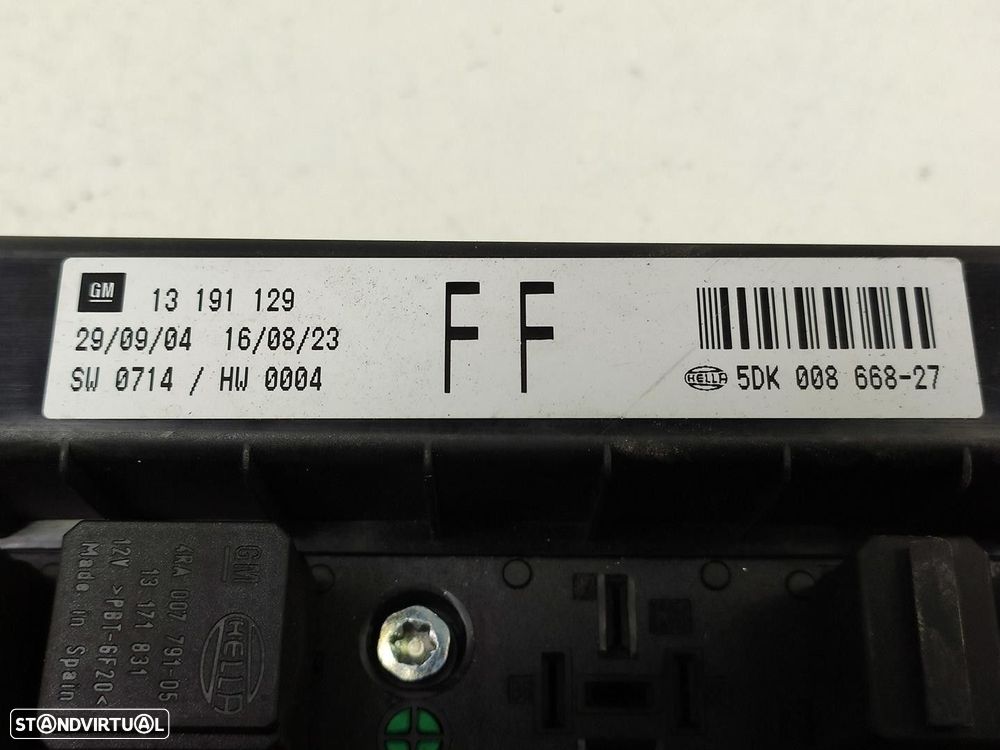 GM 13 191 129
29/09/04 16/08/23
SW 0714 / HW 0004
FF
HELLA 5DK 008 668-27
GM
HELLA
4RA 007 791-05
13 171 831
12V >PBT-GF20<
Made in Spain
STANDVIRTUAL